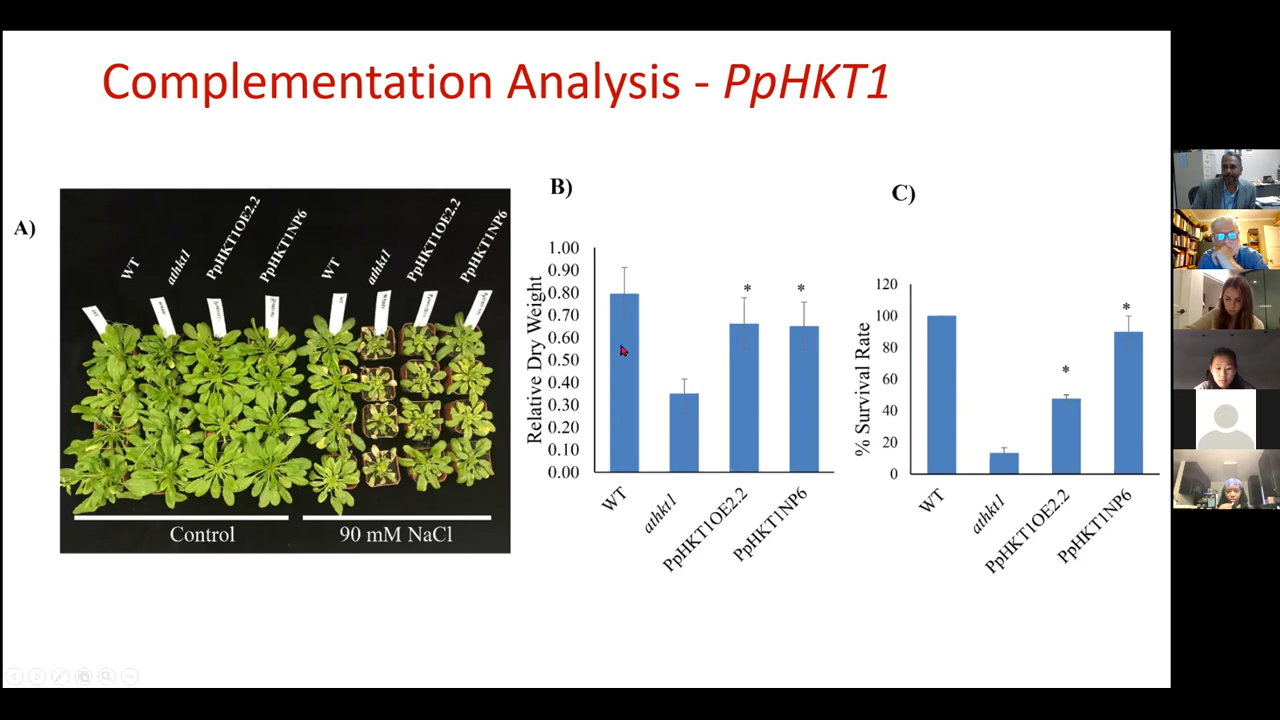 Complementation Analysis - PpHKT1
A)
WT
athkt1
PpHKT1OE2.2
PpHKT1NP6
WT
athkt1
PpHKT1OE2.2
PpHKT1NP6
Control
90 mM NaCl
B)
Relative Dry Weight
1.00
0.90
0.80
0.70
0.60
0.50
0.40
0.30
0.20
0.10
0.00
*
*
WT
athkt1
PpHKT1OE2.2
PpHKT1NP6
C)
% Survival Rate
120
100
80
60
40
20
0
*
*
WT
athkt1
PpHKT1OE2.2
PpHKT1NP6